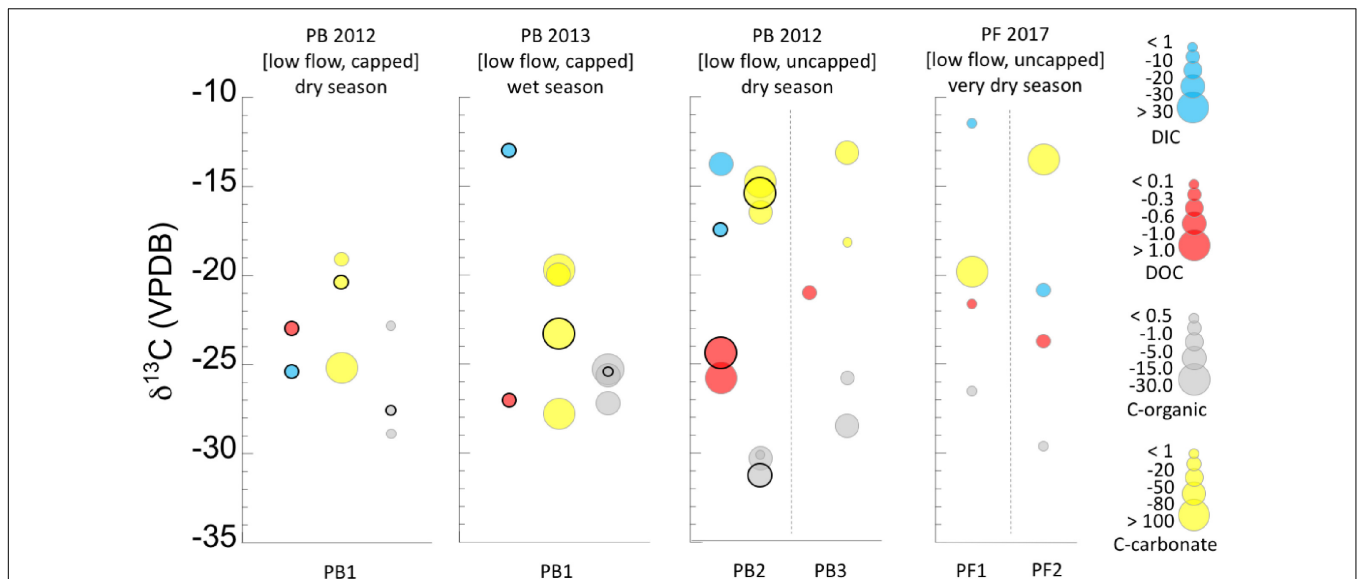 PB 2012
[low flow, capped]
dry season
PB 2013
[low flow, capped]
wet season
PB 2012
[low flow, uncapped]
dry season
PF 2017
[low flow, uncapped]
very dry season
δ13C (VPDB)
-10
-15
-20
-25
-30
-35
PB1
PB1
PB2
PB3
PF1
PF2
< 1
-10
-20
-30
> 30
DIC
< 0.1
-0.3
-0.6
-1.0
> 1.0
DOC
< 0.5
-1.0
-5.0
-15.0
-30.0
C-organic
< 1
-20
-50
-80
> 100
C-carbonate